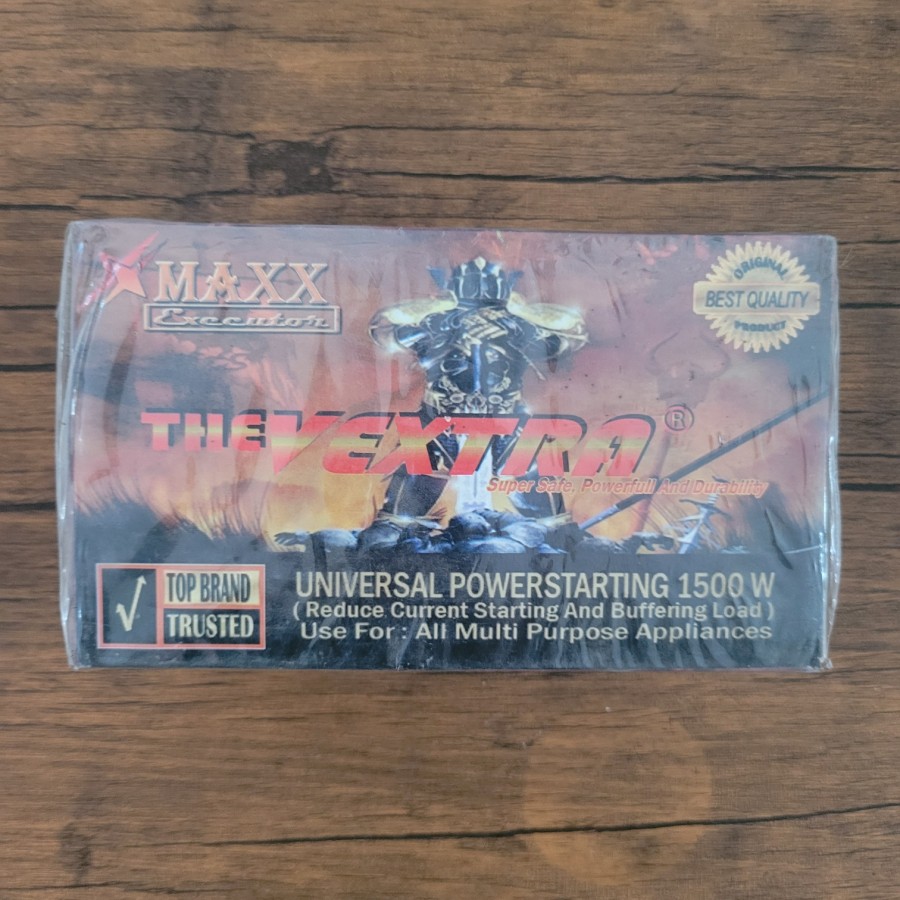 MAXX
Executor
ORIGINAL
BEST QUALITY
PRODUCT
THE VEXTRA ®
Super Safe, Powerfull And Durability
TOP BRAND
TRUSTED
UNIVERSAL POWERSTARTING 1500 W
( Reduce Current Starting And Buffering Load )
Use For : All Multi Purpose Appliances